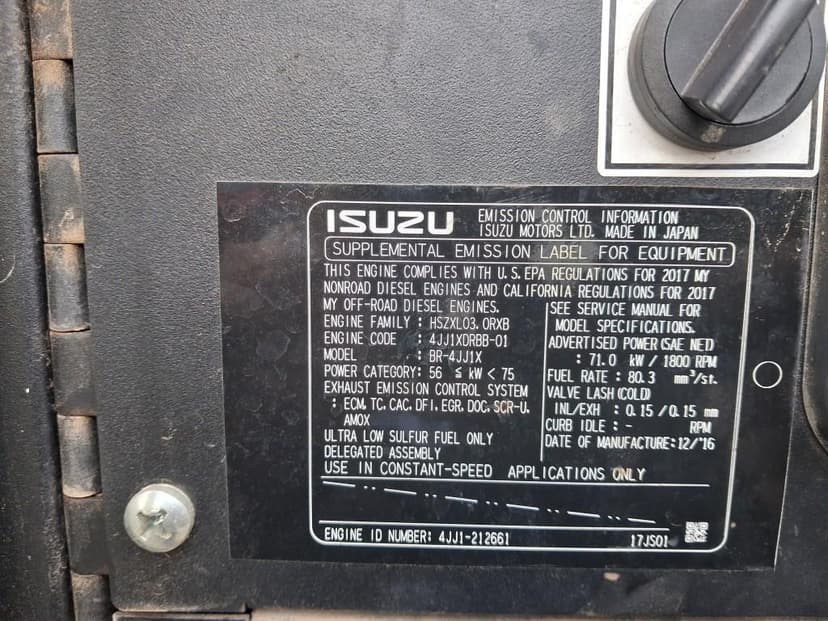 ISUZU EMISSION CONTROL INFORMATION
ISUZU MOTORS LTD. MADE IN JAPAN
SUPPLEMENTAL EMISSION LABEL FOR EQUIPMENT
THIS ENGINE COMPLIES WITH U.S. EPA REGULATIONS FOR 2017 MY
NONROAD DIESEL ENGINES AND CALIFORNIA REGULATIONS FOR 2017
MY OFF-ROAD DIESEL ENGINES.
ENGINE FAMILY : HSZXL03.0RXB
ENGINE CODE : 4JJ1XDRBB-01
MODEL : BR-4JJ1X
POWER CATEGORY: 56 ≤ kW < 75
EXHAUST EMISSION CONTROL SYSTEM
: ECM, TC, CAC, DFI, EGR, DOC, SCR-U,
AMOX
ULTRA LOW SULFUR FUEL ONLY
DELEGATED ASSEMBLY
SEE SERVICE MANUAL FOR
MODEL SPECIFICATIONS.
ADVERTISED POWER (SAE NET)
: 71.0 kW / 1800 RPM
FUEL RATE : 80.3 mm³/st.
VALVE LASH (COLD)
IN./EXH : 0.15 / 0.15 mm
CURB IDLE : - RPM
DATE OF MANUFACTURE: 12/'16
USE IN CONSTANT-SPEED APPLICATIONS ONLY
ENGINE ID NUMBER: 4JJ1-212661
17JS01